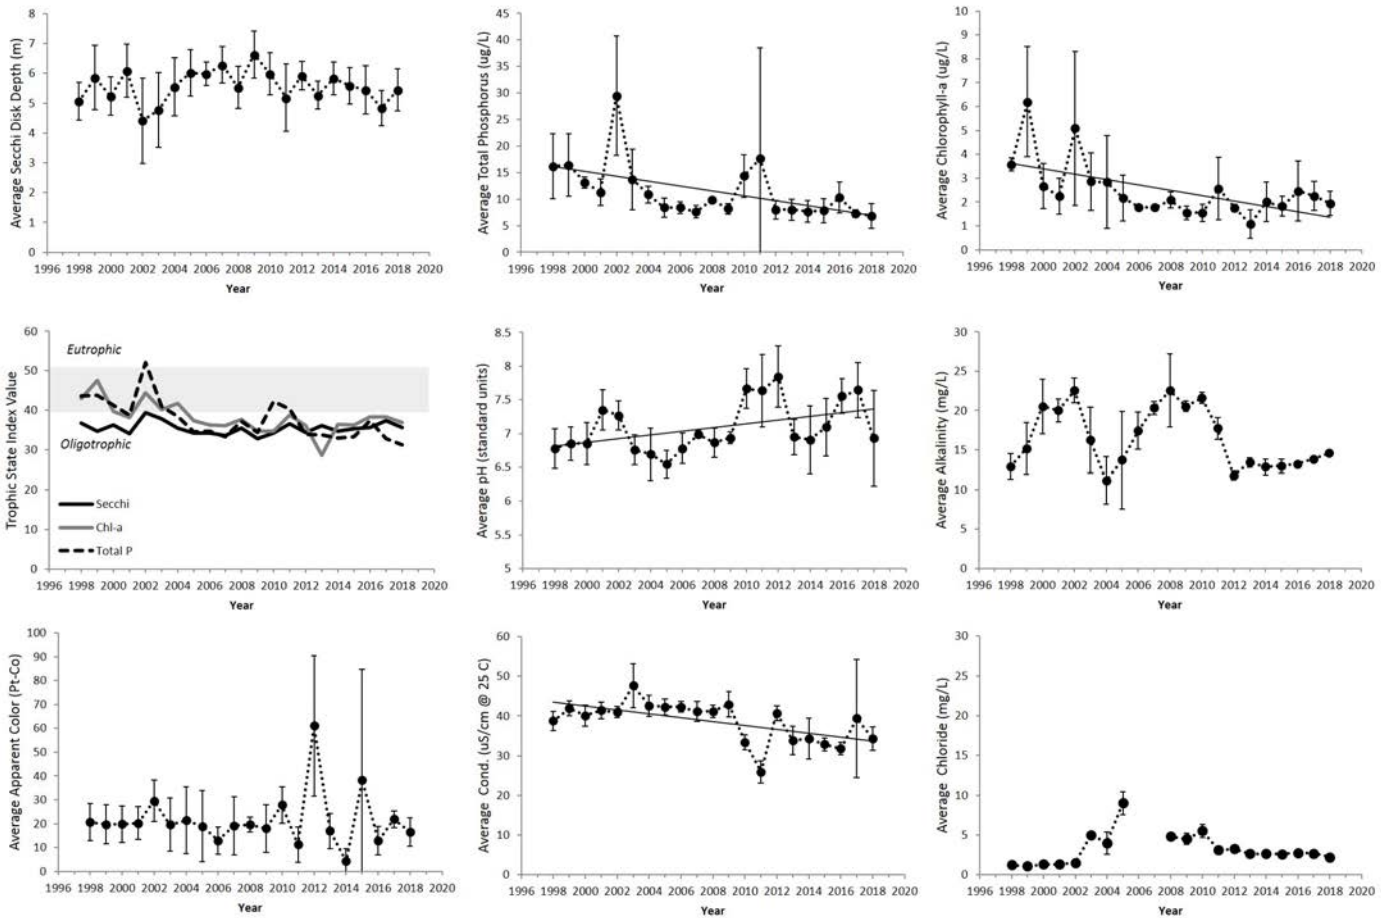 Average Secchi Disk Depth (m)
8
7
6
5
4
3
2
1
0
1996 1998 2000 2002 2004 2006 2008 2010 2012 2014 2016 2018 2020
Year
Average Total Phosphorus (ug/L)
45
40
35
30
25
20
15
10
5
0
1996 1998 2000 2002 2004 2006 2008 2010 2012 2014 2016 2018 2020
Year
Average Chlorophyll-a (ug/L)
10
9
8
7
6
5
4
3
2
1
0
1996 1998 2000 2002 2004 2006 2008 2010 2012 2014 2016 2018 2020
Year
Trophic State Index Value
60
50
40
30
20
10
0
Eutrophic
Oligotrophic
Secchi
Chl-a
Total P
1996 1998 2000 2002 2004 2006 2008 2010 2012 2014 2016 2018 2020
Year
Average pH (standard units)
8.5
8
7.5
7
6.5
6
5.5
5
1996 1998 2000 2002 2004 2006 2008 2010 2012 2014 2016 2018 2020
Year
Average Alkalinity (mg/L)
30
25
20
15
10
5
0
1996 1998 2000 2002 2004 2006 2008 2010 2012 2014 2016 2018 2020
Year
Average Apparent Color (Pt-Co)
100
90
80
70
60
50
40
30
20
10
0
1996 1998 2000 2002 2004 2006 2008 2010 2012 2014 2016 2018 2020
Year
Average Cond. (uS/cm @ 25 C)
60
50
40
30
20
10
0
1996 1998 2000 2002 2004 2006 2008 2010 2012 2014 2016 2018 2020
Year
Average Chloride (mg/L)
30
25
20
15
10
5
0
1996 1998 2000 2002 2004 2006 2008 2010 2012 2014 2016 2018 2020
Year